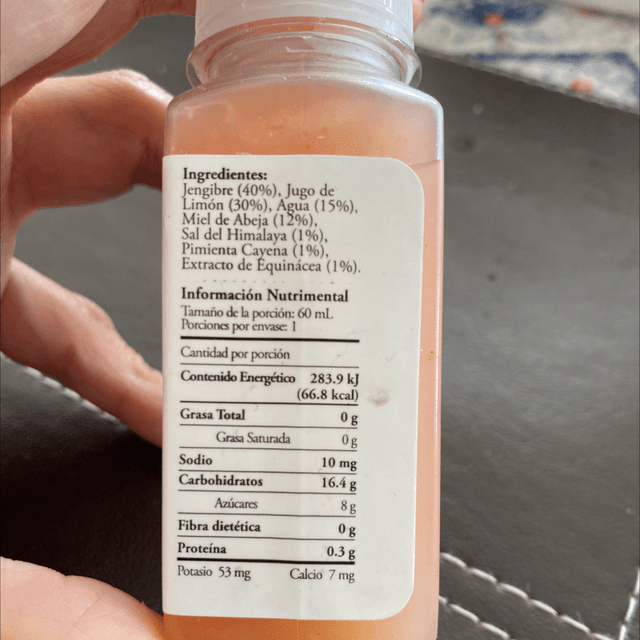 Ingredientes:
Jengibre (40%), Jugo de
Limón (30%), Agua (15%),
Miel de Abeja (12%),
Sal del Himalaya (1%),
Pimienta Cayena (1%),
Extracto de Equinácea (1%).
Información Nutrimental
Tamaño de la porción: 60 mL
Porciones por envase: 1
Cantidad por porción
Contenido Energético 283.9 kJ
(66.8 kcal)
Grasa Total 0 g
Grasa Saturada 0 g
Sodio 10 mg
Carbohidratos 16.4 g
Azúcares 8 g
Fibra dietética 0 g
Proteína 0.3 g
Potasio 53 mg Calcio 7 mg